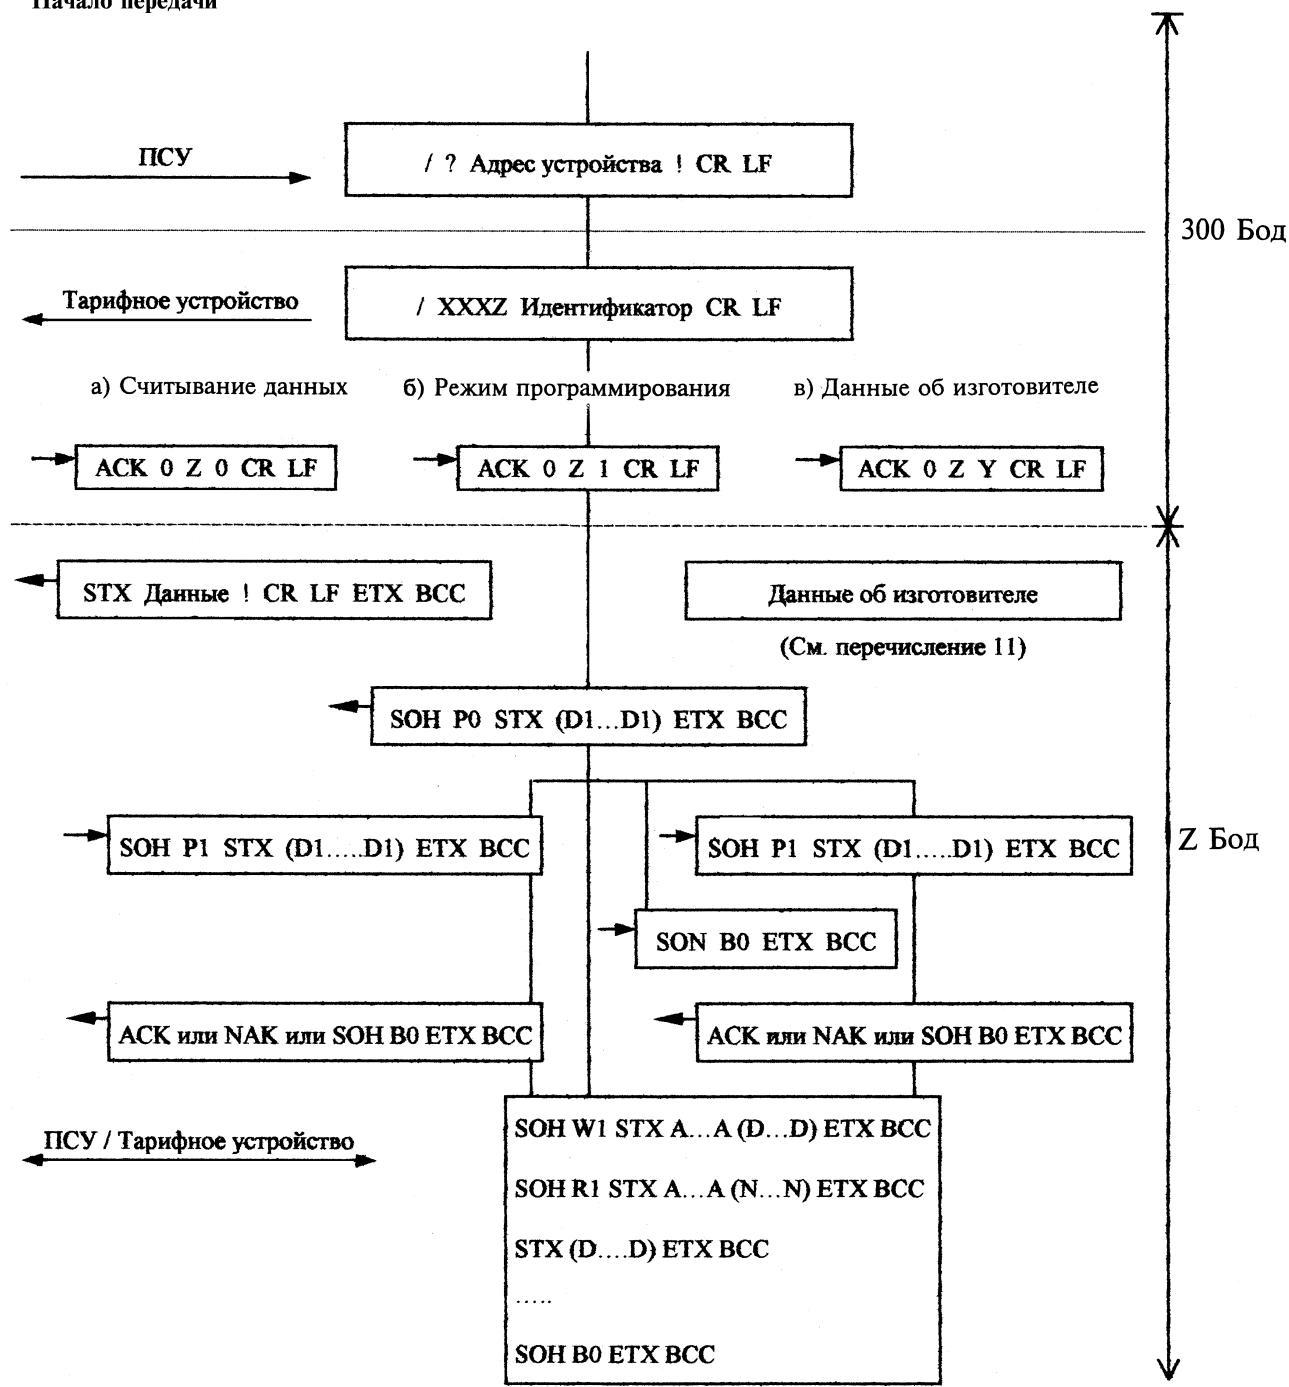 Начало передачи
ПСУ
/ ? Адрес устройства ! CR LF
300 Бод
Тарифное устройство
/ XXXZ Идентификатор CR LF
а) Считывание данных
б) Режим программирования
в) Данные об изготовителе
ACK 0 Z 0 CR LF
ACK 0 Z 1 CR LF
ACK 0 Z Y CR LF
STX Данные ! CR LF ETX BCC
Данные об изготовителе
(См. перечисление 11)
SOH P0 STX (D1...D1) ETX BCC
SOH P1 STX (D1.....D1) ETX BCC
SOH P1 STX (D1.....D1) ETX BCC
Z Бод
SON B0 ETX BCC
ACK или NAK или SOH B0 ETX BCC
ACK или NAK или SOH B0 ETX BCC
ПСУ / Тарифное устройство
SOH W1 STX A...A (D...D) ETX BCC
SOH R1 STX A...A (N...N) ETX BCC
STX (D....D) ETX BCC
.....
SOH B0 ETX BCC